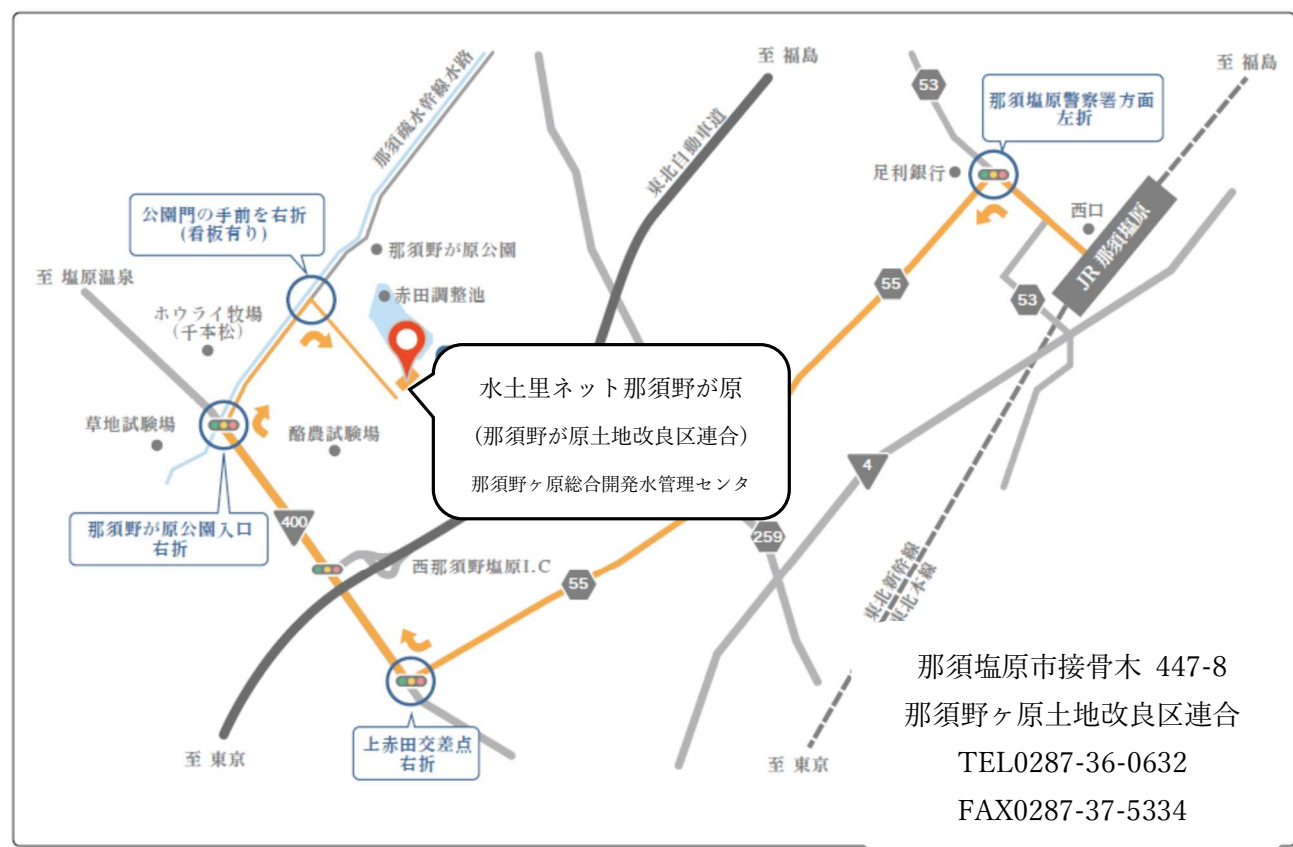 至 福島
至 福島
53
那須塩原警察署方面
左折
那須疏水幹線水路
東北自動車道
足利銀行
西口
JR 那須塩原
公園門の手前を右折
(看板有り)
那須野が原公園
至 塩原温泉
赤田調整池
55
53
ホウライ牧場
(千本松)
水土里ネット那須野が原
(那須野が原土地改良区連合)
那須野ヶ原総合開発水管理センタ
草地試験場
酪農試験場
4
那須野が原公園入口
右折
400
259
西那須野塩原I.C
55
東北新幹線
東北本線
上赤田交差点
右折
至 東京
至 東京
那須塩原市接骨木 447-8
那須野ヶ原土地改良区連合
TEL0287-36-0632
FAX0287-37-5334